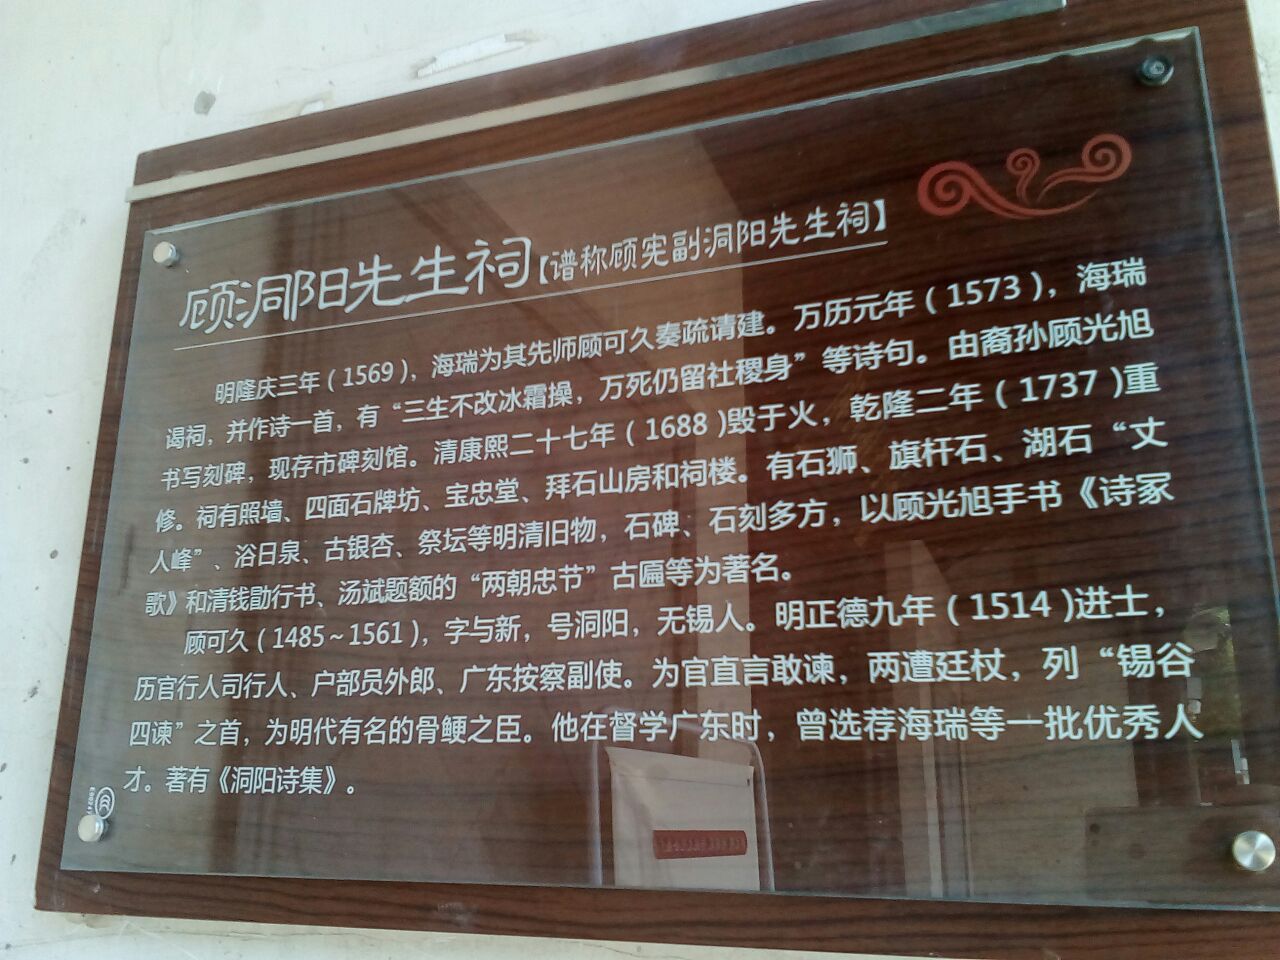 顾洞阳先生祠【谱称顾宪副洞阳先生祠】
明隆庆三年（1569），海瑞为其先师顾可久奏疏请建。万历元年（1573），海瑞
谒祠，并作诗一首，有“三生不改冰霜操，万死仍留社稷身”等诗句。由裔孙顾光旭
书写刻碑，现存市碑刻馆。清康熙二十七年（1688）毁于火，乾隆二年（1737）重
修。祠有照墙、四面石牌坊、宝忠堂、拜石山房和祠楼。有石狮、旗杆石、湖石“丈
人峰”、浴日泉、古银杏、祭坛等明清旧物，石碑、石刻多方，以顾光旭手书《诗冢
歌》和清钱勖行书、汤斌题额的“两朝忠节”古匾等为著名。
顾可久（1485～1561），字与新，号洞阳，无锡人。明正德九年（1514）进士，
历官行人司行人、户部员外郎、广东按察副使。为官直言敢谏，两遭廷杖，列“锡谷
四谏”之首，为明代有名的骨鲠之臣。他在督学广东时，曾选荐海瑞等一批优秀人
才。著有《洞阳诗集》。